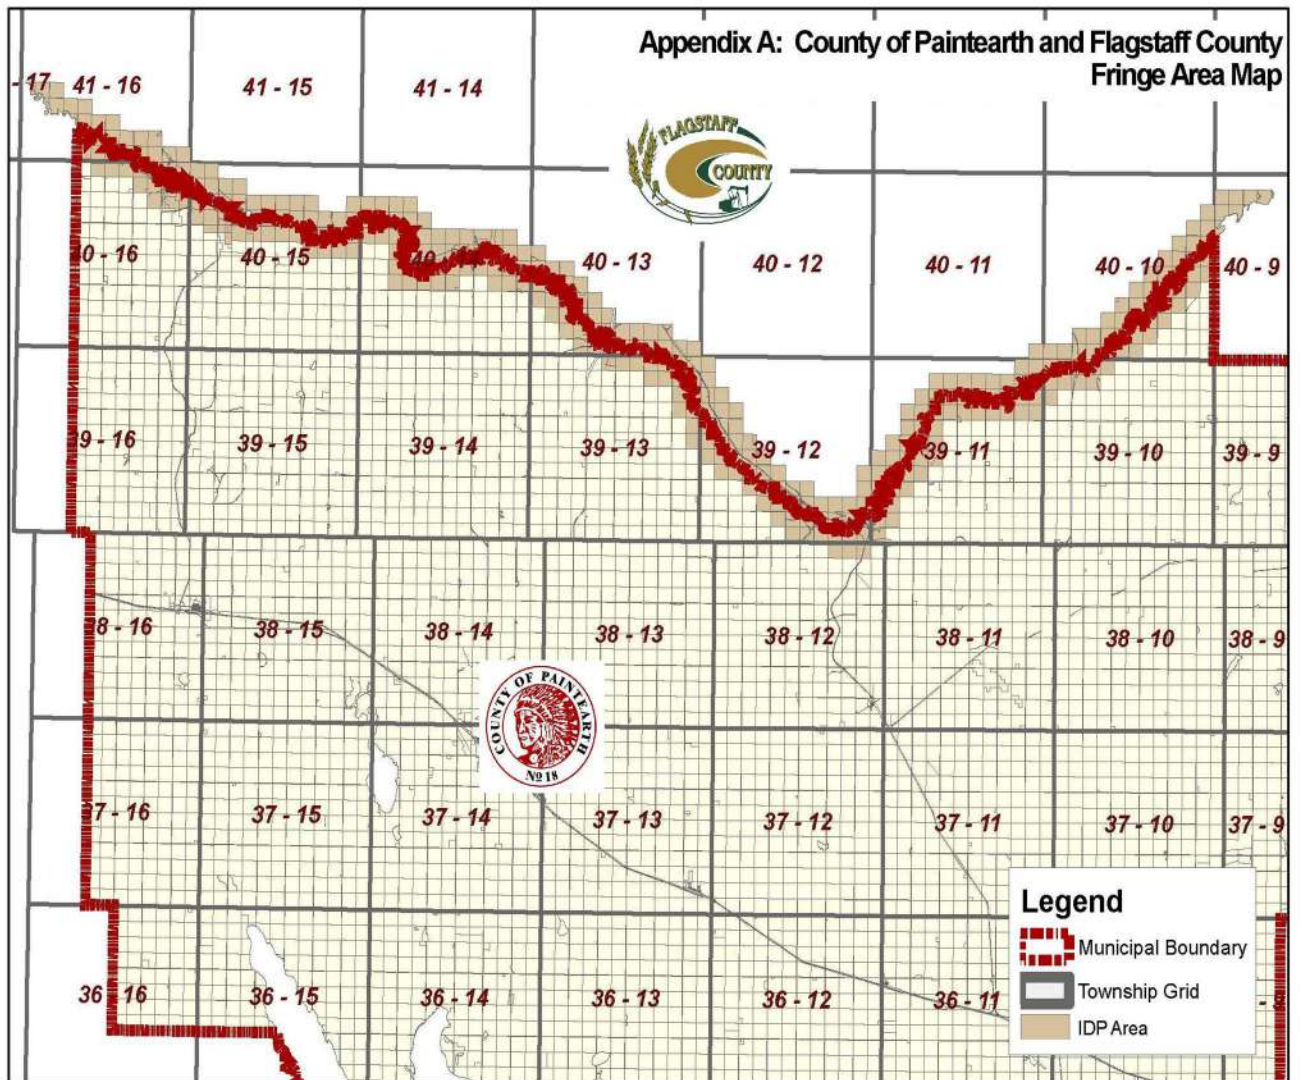 Appendix A: County of Paintearth and Flagstaff County
Fringe Area Map
- 17 41 - 16 41 - 15 41 - 14
FLAGSTAFF
COUNTY
40 - 16 40 - 15 40 - 14 40 - 13 40 - 12 40 - 11 40 - 10 40 - 9
39 - 16 39 - 15 39 - 14 39 - 13 39 - 12 39 - 11 39 - 10 39 - 9
38 - 16 38 - 15 38 - 14 38 - 13 38 - 12 38 - 11 38 - 10 38 - 9
COUNTY OF PAINTEARTH
No 18
37 - 16 37 - 15 37 - 14 37 - 13 37 - 12 37 - 11 37 - 10 37 - 9
36 - 16 36 - 15 36 - 14 36 - 13 36 - 12 36 - 11
Legend
Municipal Boundary
Township Grid
IDP Area